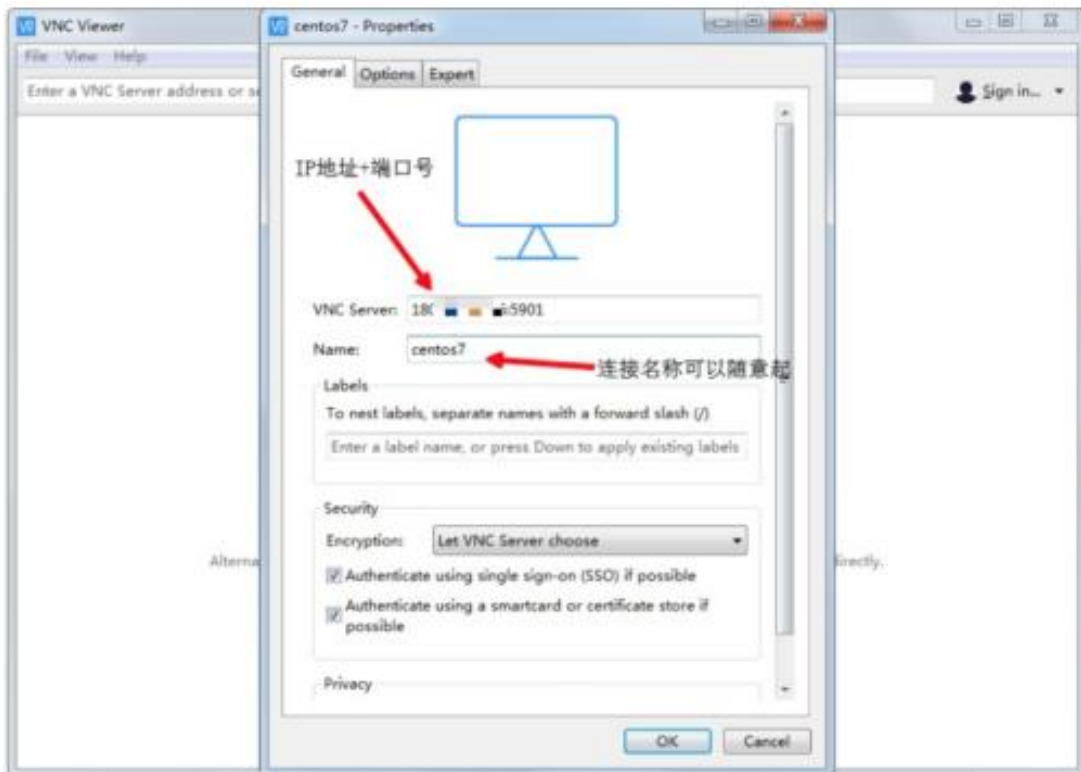 VNC Viewer
centos7 - Properties
File View Help
General Options Expert
Enter a VNC Server address or se
Sign in...
IP地址+端口号
VNC Server: 18 :5901
Name: centos7
连接名称可以随意起
Labels
To nest labels, separate names with a forward slash (/)
Enter a label name, or press Down to apply existing labels
Security
Encryption: Let VNC Server choose
Alterna
irectly.
Authenticate using single sign-on (SSO) if possible
Authenticate using a smartcard or certificate store if
possible
Privacy
OK Cancel